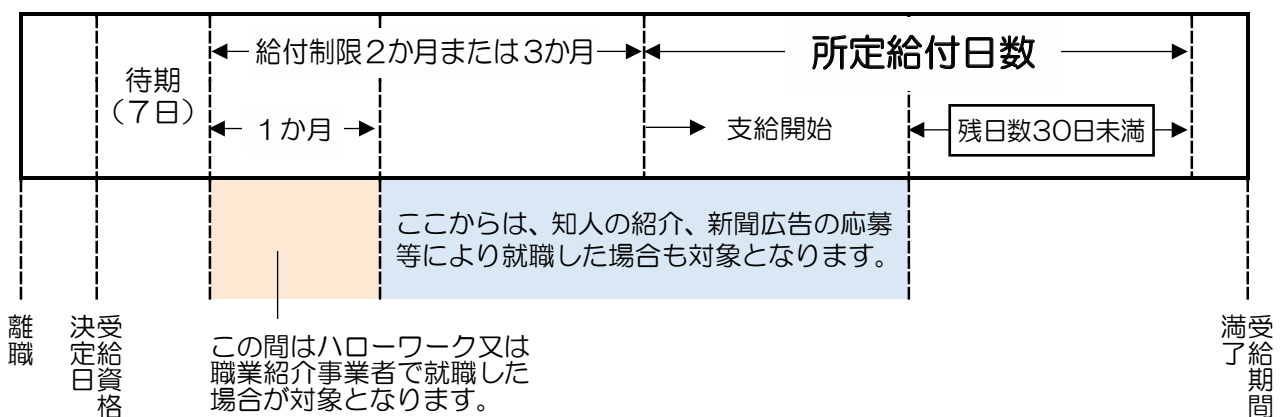 給付制限2か月または3か月
所定給付日数
待期
(7日)
1か月
支給開始
残日数30日未満
ここからは、知人の紹介、新聞広告の応募
等により就職した場合も対象となります。
この間はハローワーク又は
職業紹介事業者で就職した
場合が対象となります。
離職
受給資格
決定日
受給期間
満了